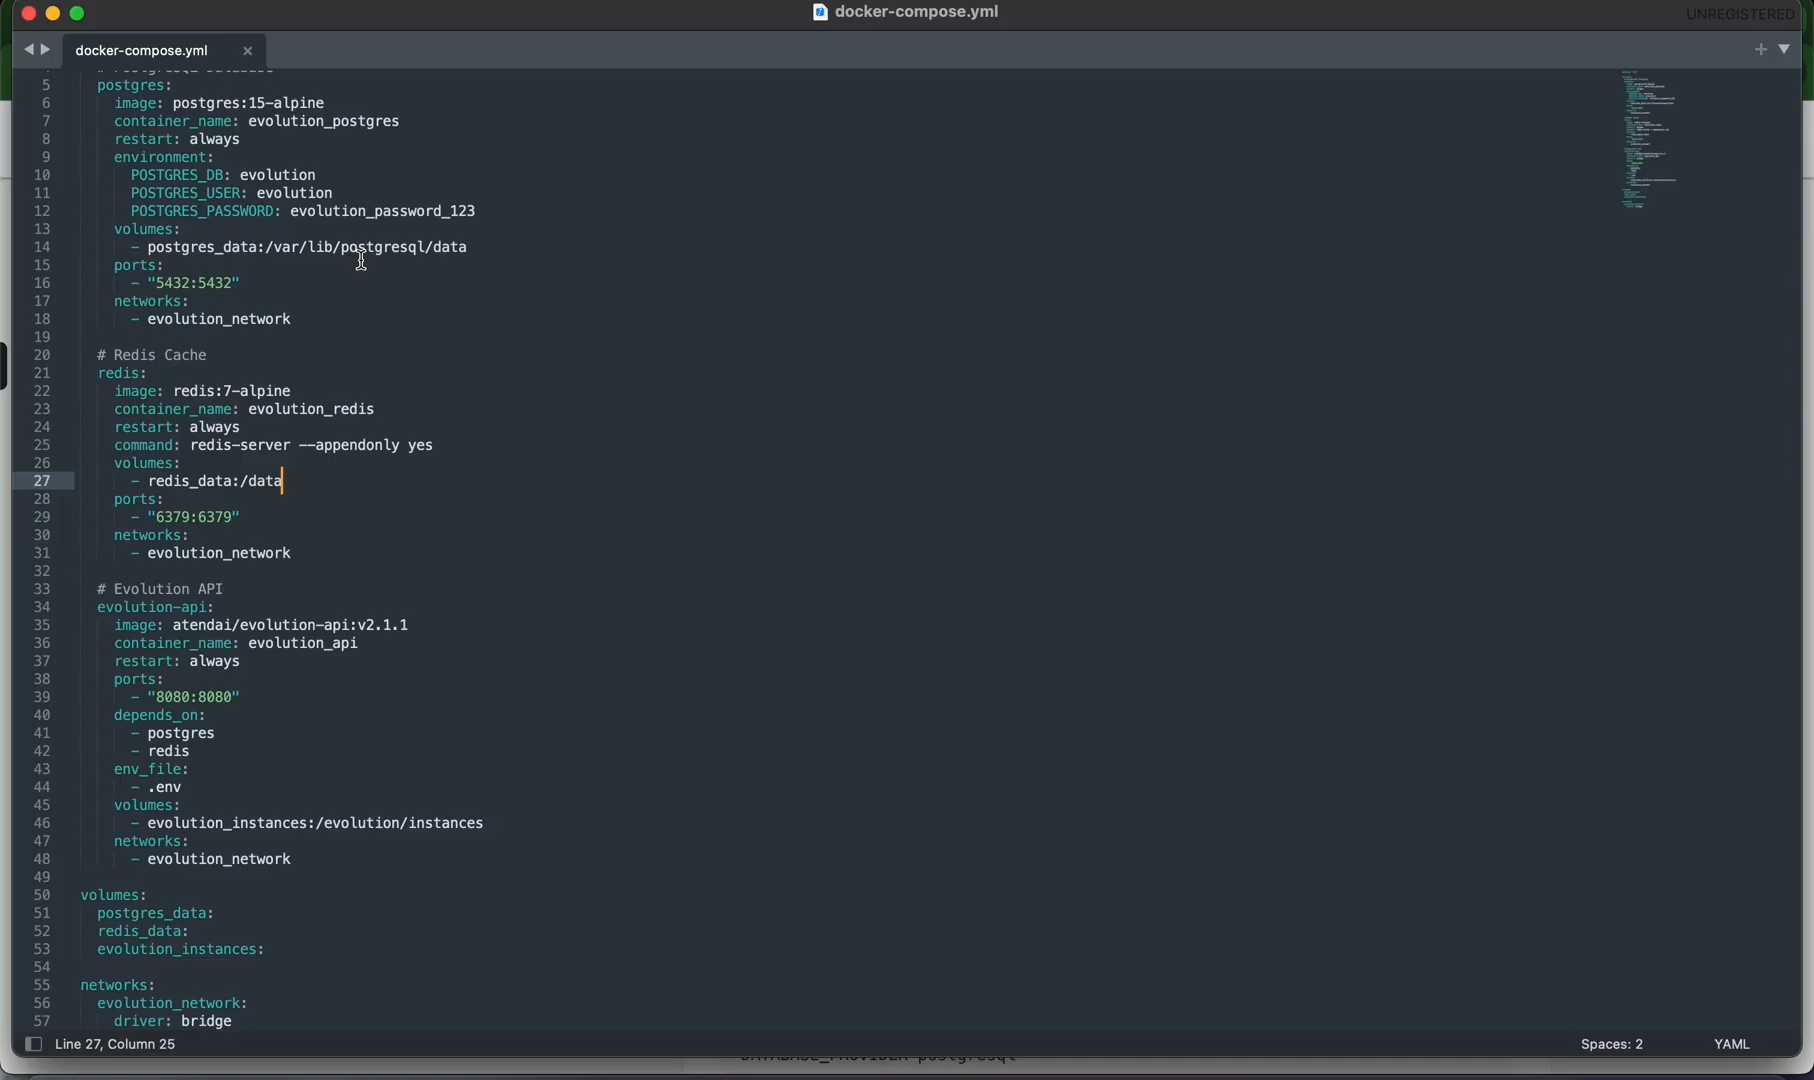 docker-compose.yml
UNREGISTERED
docker-compose.yml
5 postgres:
6 image: postgres:15-alpine
7 container_name: evolution_postgres
8 restart: always
9 environment:
10 POSTGRES_DB: evolution
11 POSTGRES_USER: evolution
12 POSTGRES_PASSWORD: evolution_password_123
13 volumes:
14 - postgres_data:/var/lib/postgresql/data
15 ports:
16 - "5432:5432"
17 networks:
18 - evolution_network
19
20 # Redis Cache
21 redis:
22 image: redis:7-alpine
23 container_name: evolution_redis
24 restart: always
25 command: redis-server --appendonly yes
26 volumes:
27 - redis_data:/data
28 ports:
29 - "6379:6379"
30 networks:
31 - evolution_network
32
33 # Evolution API
34 evolution-api:
35 image: atendai/evolution-api:v2.1.1
36 container_name: evolution_api
37 restart: always
38 ports:
39 - "8080:8080"
40 depends_on:
41 - postgres
42 - redis
43 env_file:
44 - .env
45 volumes:
46 - evolution_instances:/evolution/instances
47 networks:
48 - evolution_network
49
50 volumes:
51 postgres_data:
52 redis_data:
53 evolution_instances:
54
55 networks:
56 evolution_network:
57 driver: bridge
Line 27, Column 25
Spaces: 2
YAML